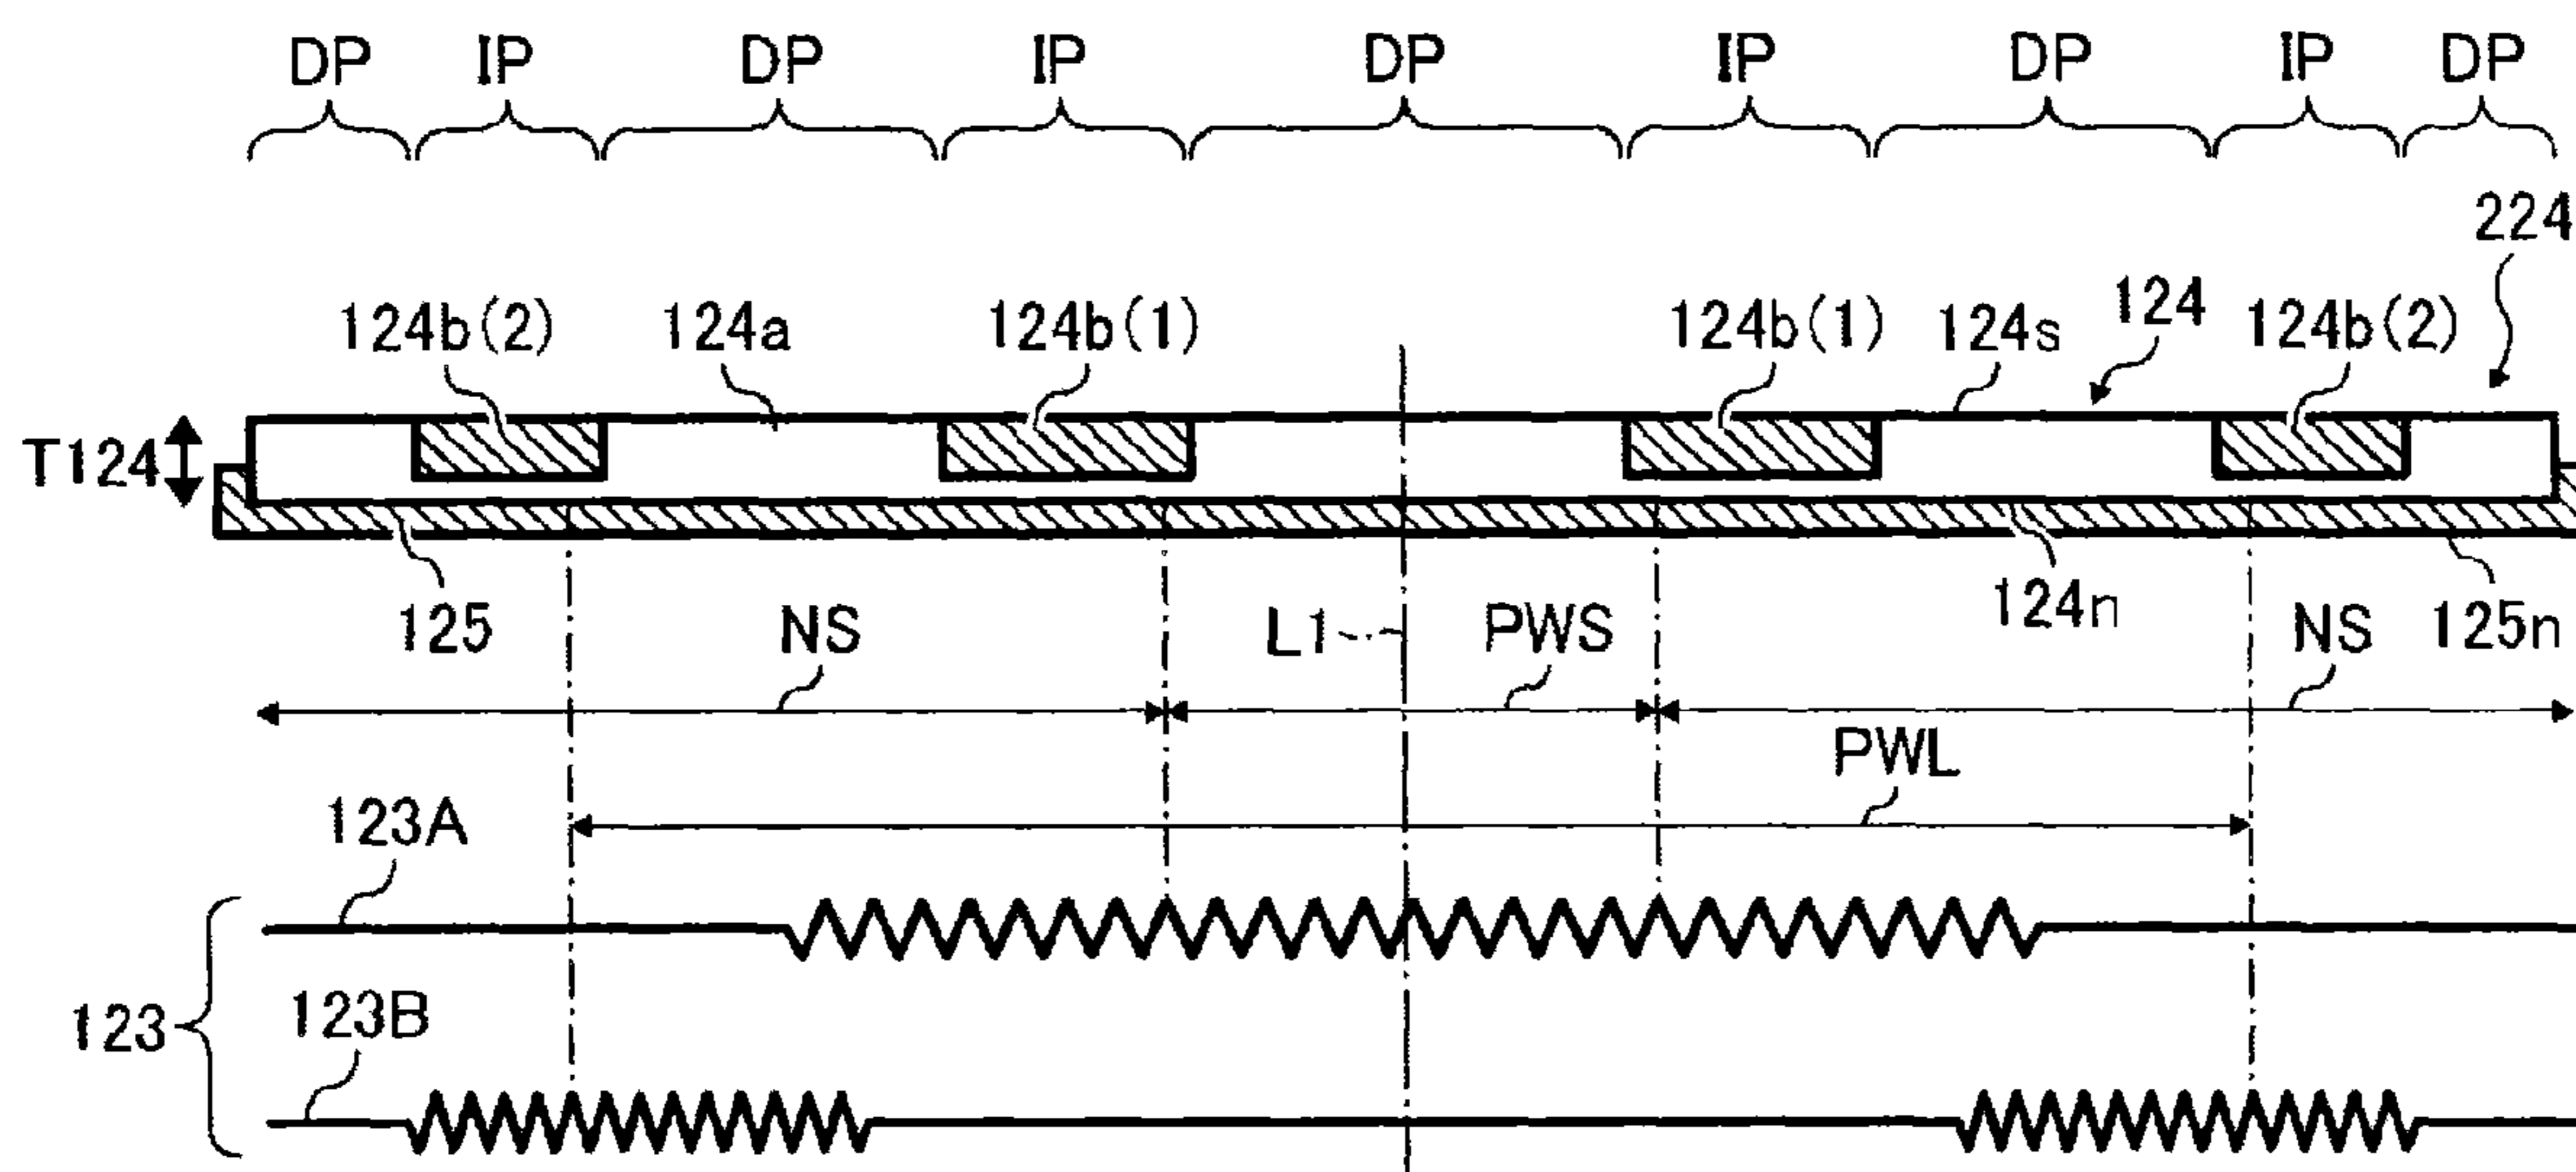 DP IP DP IP DP IP DP IP DP
224
124b(2) 124a 124b(1) 124b(1) 124s 124 124b(2)
T124
125 NS L1 PWS 124n NS 125n
PWL
123A
123 123B